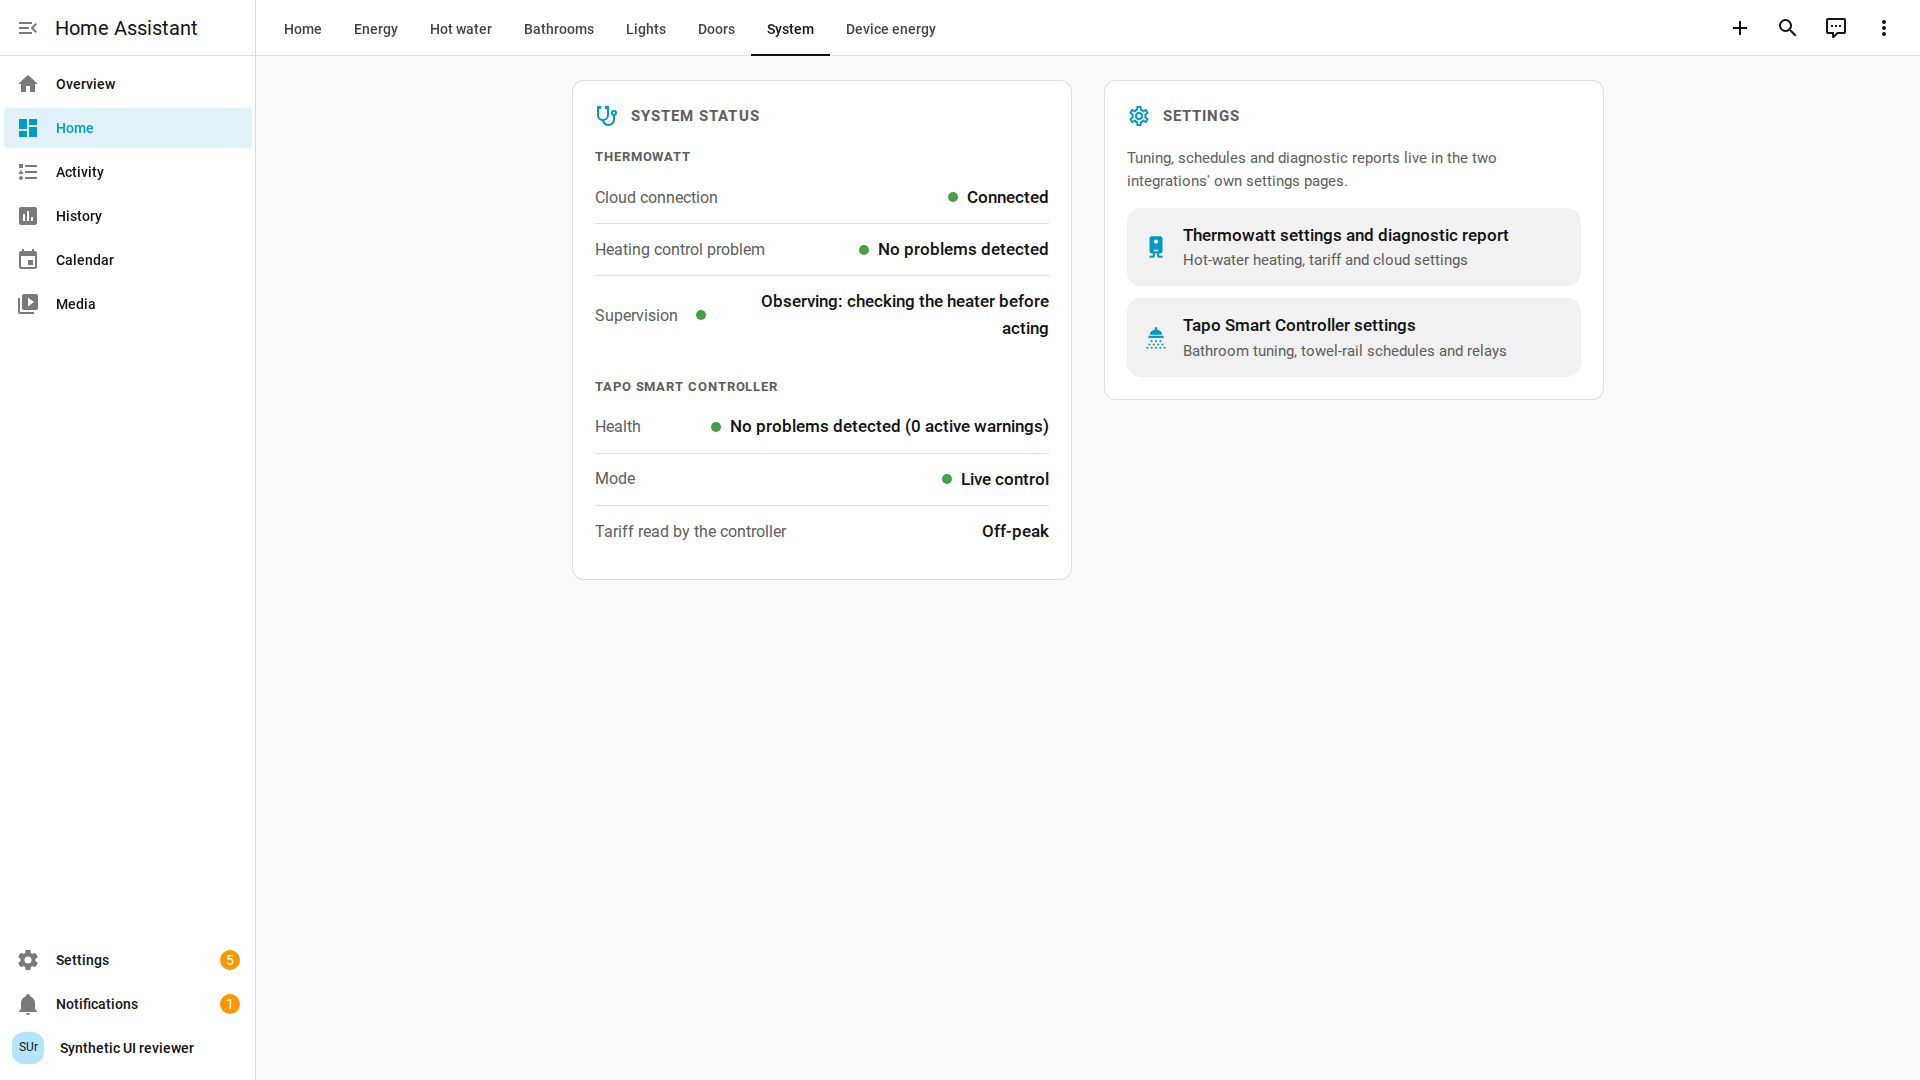 Home Assistant
Home
Energy
Hot water
Bathrooms
Lights
Doors
System
Device energy
Overview
Home
Activity
History
Calendar
Media
Settings
5
Notifications
1
SUr
Synthetic UI reviewer
SYSTEM STATUS
THERMOWATT
Cloud connection
Connected
Heating control problem
No problems detected
Supervision
Observing: checking the heater before
acting
TAPO SMART CONTROLLER
Health
No problems detected (0 active warnings)
Mode
Live control
Tariff read by the controller
Off-peak
SETTINGS
Tuning, schedules and diagnostic reports live in the two
integrations' own settings pages.
Thermowatt settings and diagnostic report
Hot-water heating, tariff and cloud settings
Tapo Smart Controller settings
Bathroom tuning, towel-rail schedules and relays